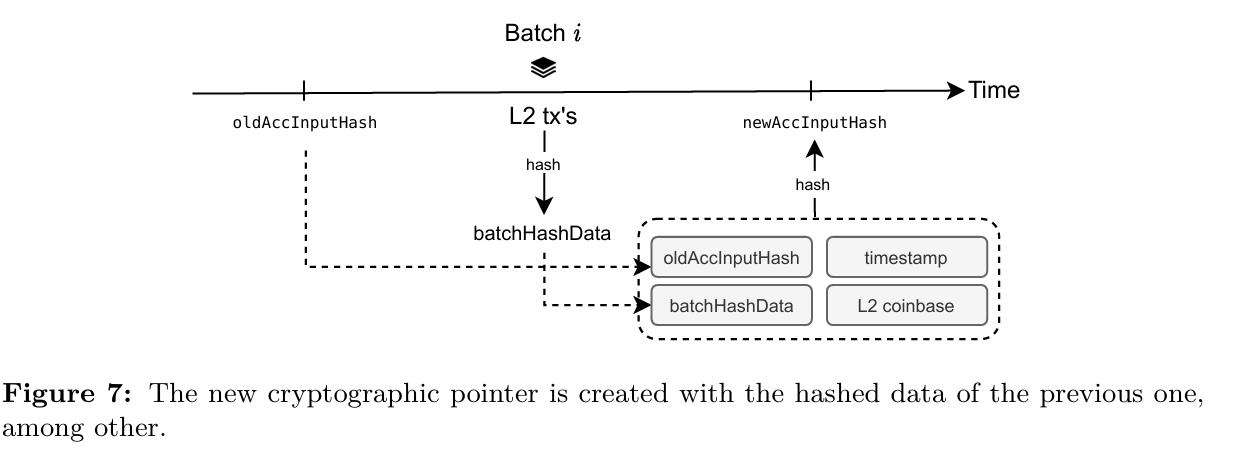 Batch i
Time
oldAccInputHash
L2 tx's
newAccInputHash
hash
hash
batchHashData
oldAccInputHash
timestamp
batchHashData
L2 coinbase
Figure 7: The new cryptographic pointer is created with the hashed data of the previous one,
among other.